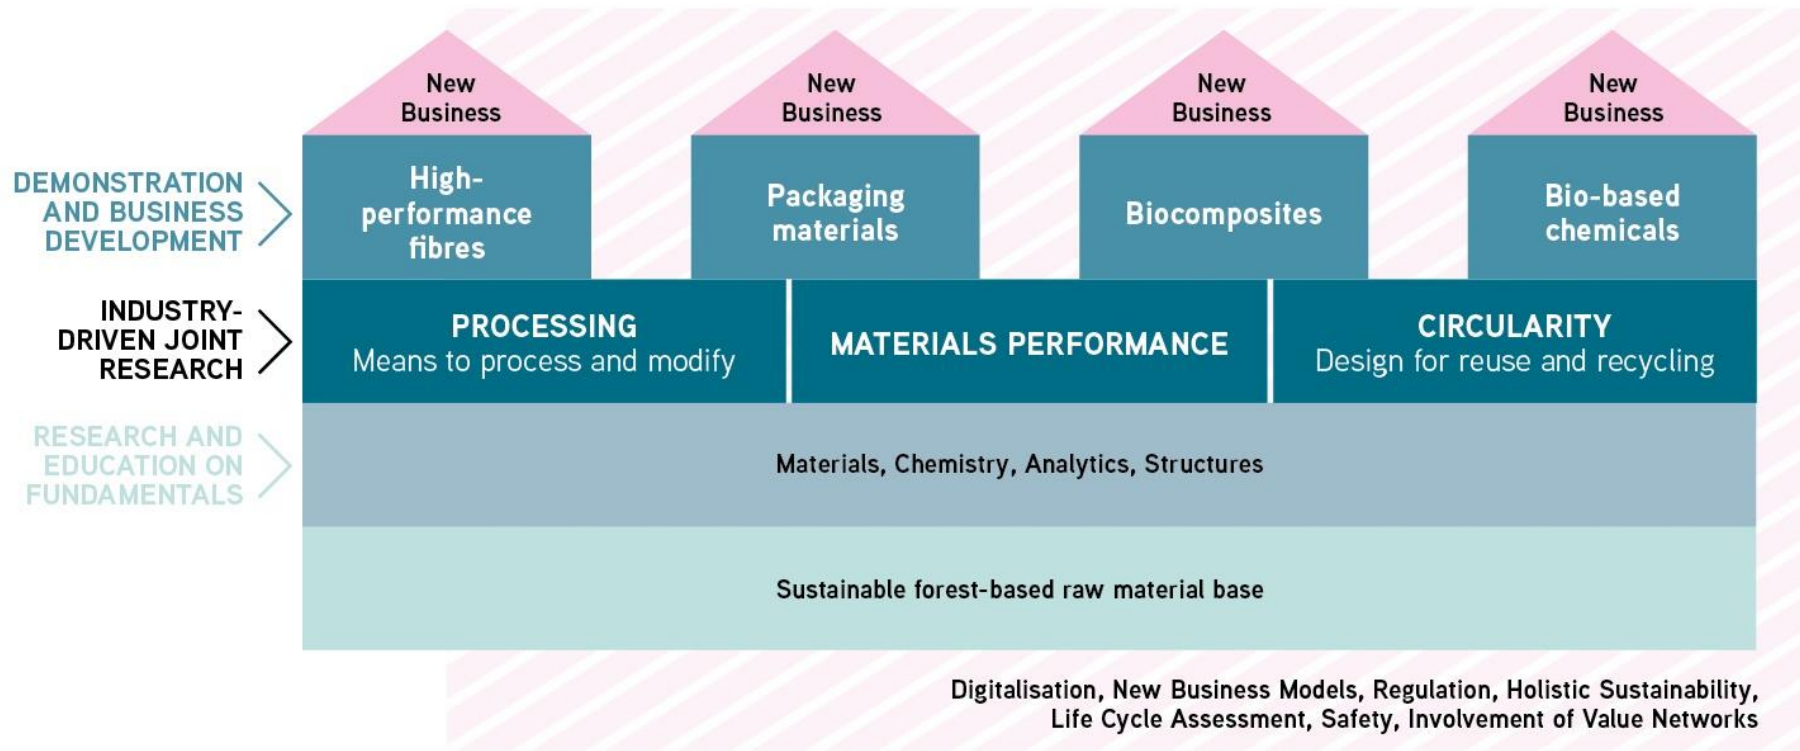 New
Business
New
Business
New
Business
New
Business
DEMONSTRATION
AND BUSINESS
DEVELOPMENT
High-
performance
fibres
Packaging
materials
Biocomposites
Bio-based
chemicals
INDUSTRY-
DRIVEN JOINT
RESEARCH
PROCESSING
Means to process and modify
MATERIALS PERFORMANCE
CIRCULARITY
Design for reuse and recycling
RESEARCH AND
EDUCATION ON
FUNDAMENTALS
Materials, Chemistry, Analytics, Structures
Sustainable forest-based raw material base
Digitalisation, New Business Models, Regulation, Holistic Sustainability,
Life Cycle Assessment, Safety, Involvement of Value Networks